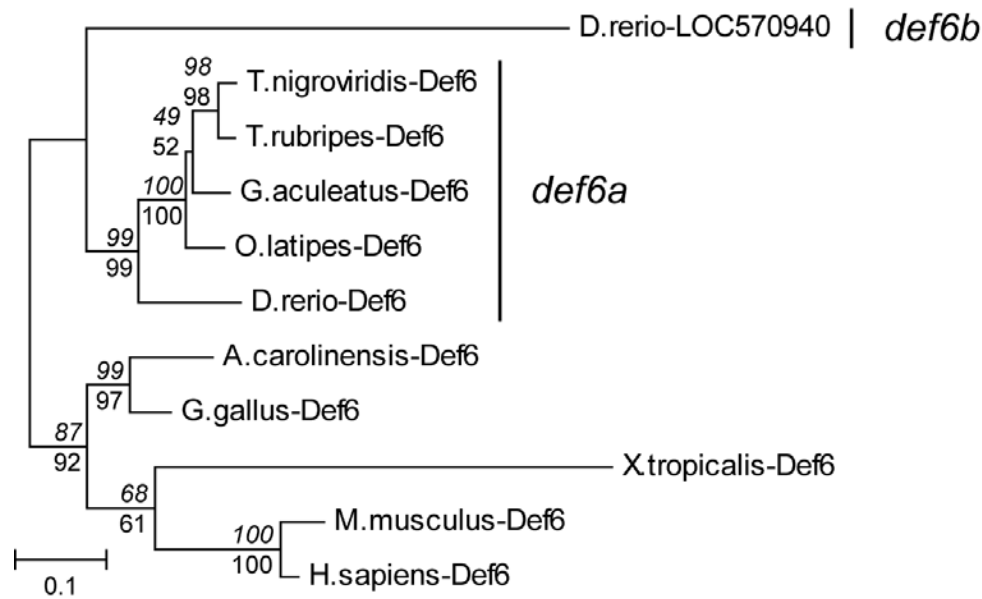 D.rerio-LOC570940 def6b
98
T.nigroviridis-Def6
98
49
T.rubripes-Def6
52
100
G.aculeatus-Def6
def6a
100
99
O.latipes-Def6
99
D.rerio-Def6
A.carolinensis-Def6
99
97
G.gallus-Def6
87
92
X.tropicalis-Def6
68
61
M.musculus-Def6
100
100
H.sapiens-Def6
0.1